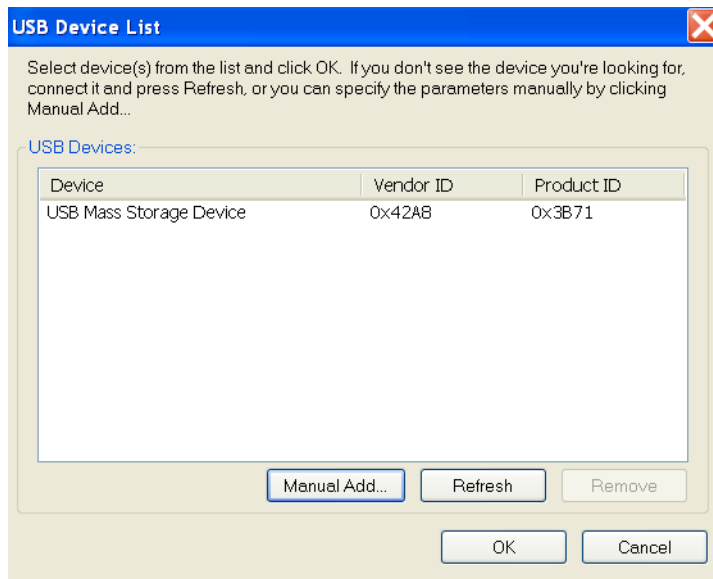 USB Device List
Select device(s) from the list and click OK. If you don't see the device you're looking for,
connect it and press Refresh, or you can specify the parameters manually by clicking
Manual Add...
USB Devices:
Device Vendor ID Product ID
USB Mass Storage Device 0x42A8 0x3B71
Manual Add... Refresh Remove
OK Cancel